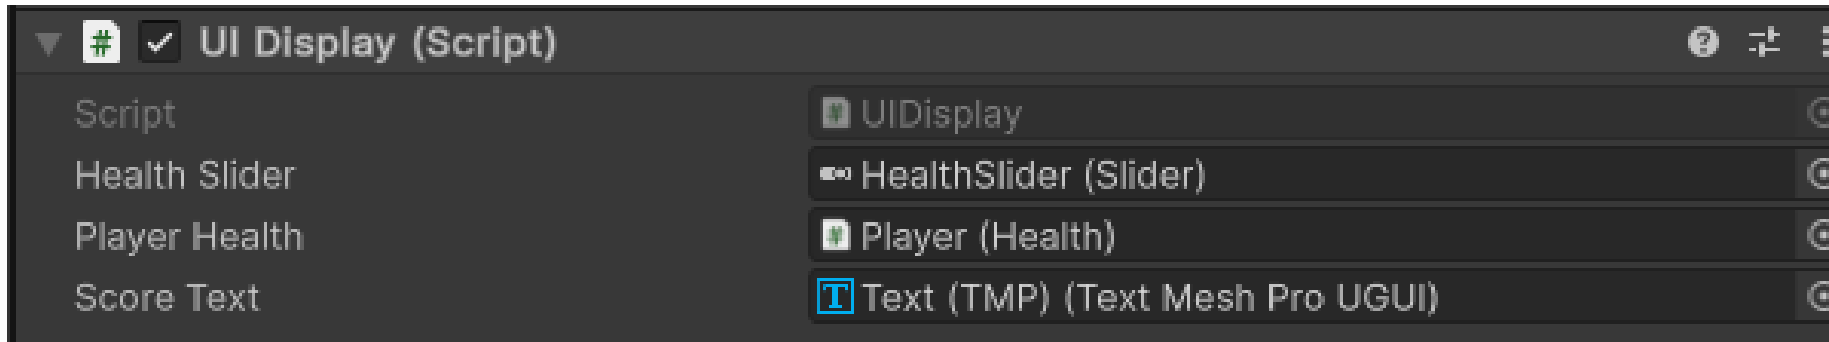 UI Display (Script)
Script UIDisplay
Health Slider HealthSlider (Slider)
Player Health Player (Health)
Score Text Text (TMP) (Text Mesh Pro UGUI)